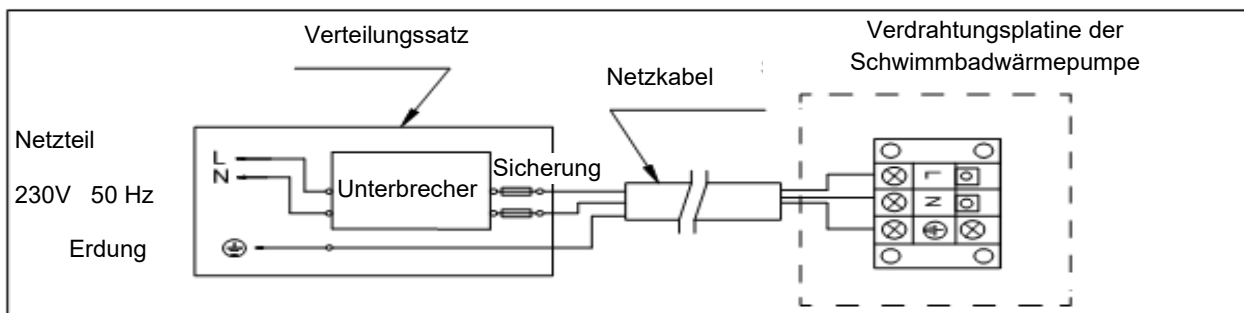 Verteilungssatz
Verdrahtungsplatine der
Schwimmbadwärmepumpe
Netzkabel
Netzteil
230V 50 Hz
Erdung
L
N
Unterbrecher
Sicherung
L
N